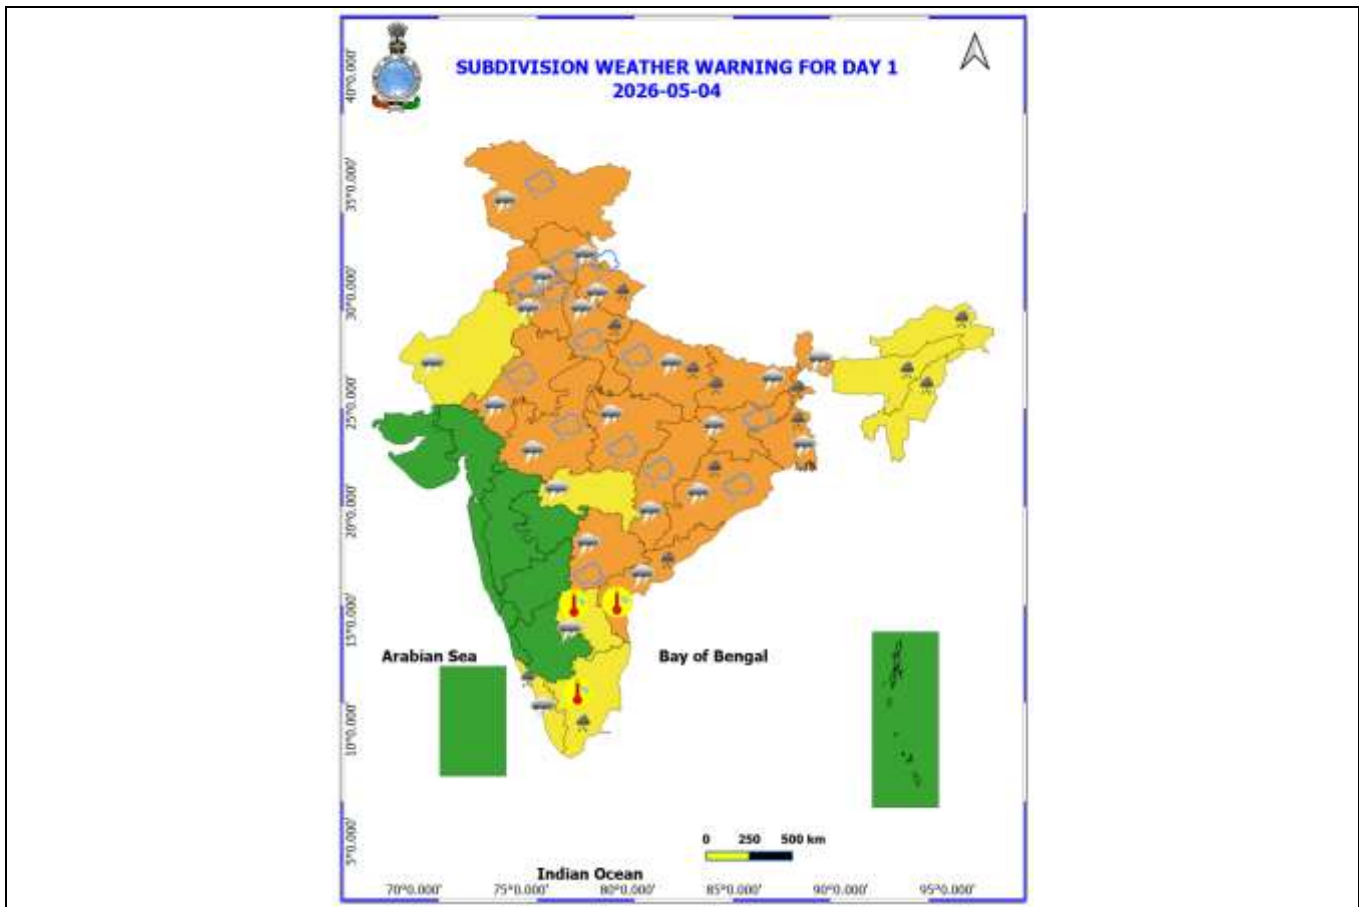 SUBDIVISION WEATHER WARNING FOR DAY 1
2026-05-04
40°0.000'
35°0.000'
30°0.000'
25°0.000'
20°0.000'
15°0.000'
10°0.000'
5°0.000'
Arabian Sea
Bay of Bengal
0 250 500 km
Indian Ocean
70°0.000' 75°0.000' 80°0.000' 85°0.000' 90°0.000' 95°0.000'